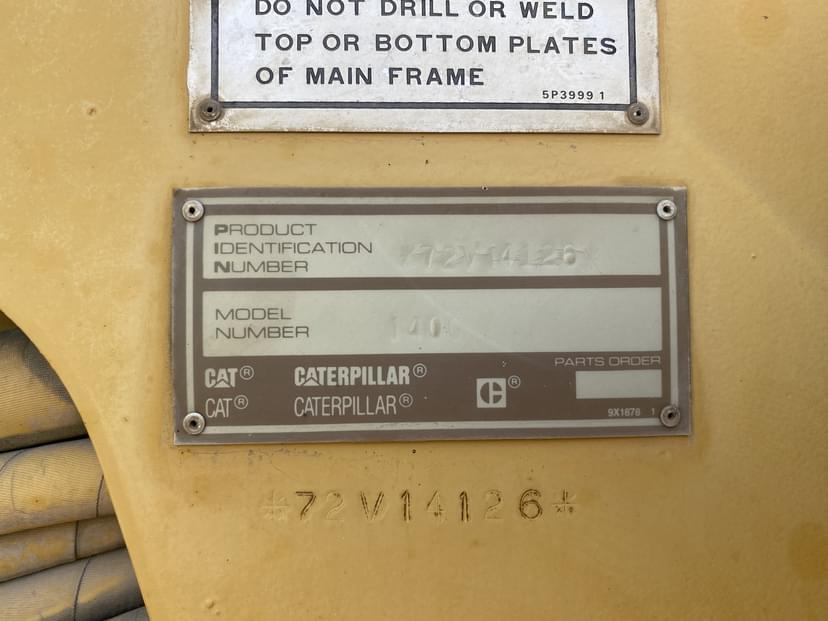 DO NOT DRILL OR WELD
TOP OR BOTTOM PLATES
OF MAIN FRAME
5P3999 1
PRODUCT
IDENTIFICATION
NUMBER
*72V14126*
MODEL
NUMBER
140G
PARTS ORDER
CAT® CATERPILLAR® C®
CAT® CATERPILLAR®
9X1878 1
*72V14126*